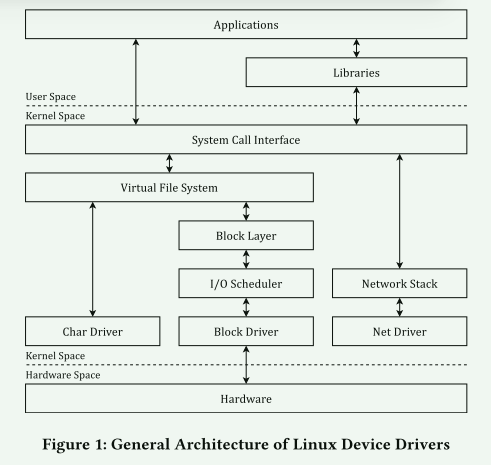 Applications
Libraries
User Space
Kernel Space
System Call Interface
Virtual File System
Block Layer
I/O Scheduler
Network Stack
Char Driver
Block Driver
Net Driver
Kernel Space
Hardware Space
Hardware
Figure 1: General Architecture of Linux Device Drivers